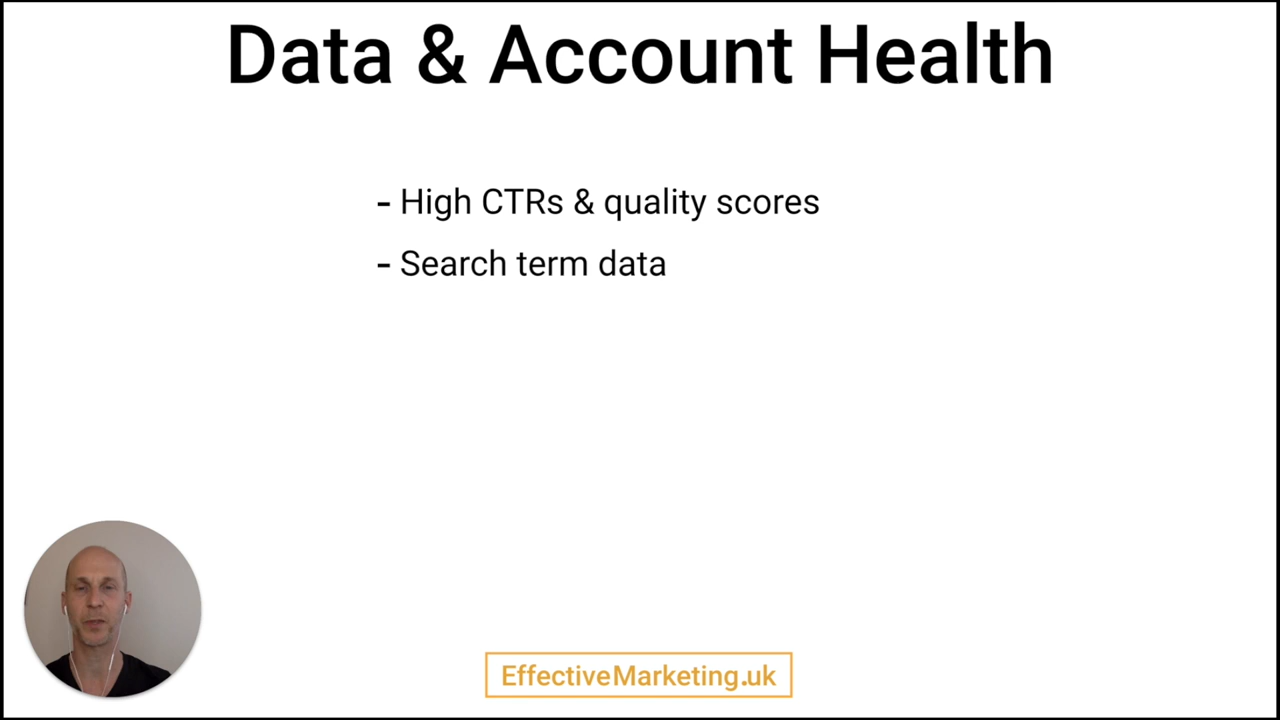 Data & Account Health
- High CTRs & quality scores
- Search term data
EffectiveMarketing.uk